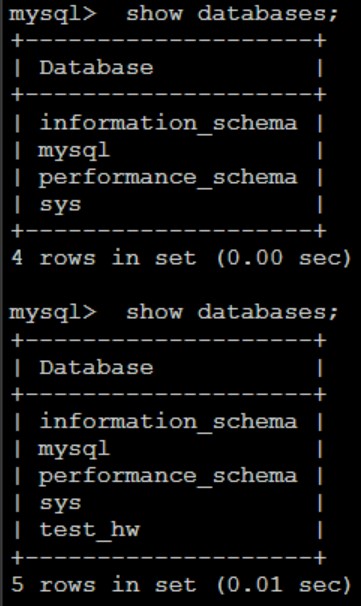 mysql>  show databases;
+--------------------+
| Database           |
+--------------------+
| information_schema |
| mysql              |
| performance_schema |
| sys                |
+--------------------+
4 rows in set (0.00 sec)

mysql>  show databases;
+--------------------+
| Database           |
+--------------------+
| information_schema |
| mysql              |
| performance_schema |
| sys                |
| test_hw            |
+--------------------+
5 rows in set (0.01 sec)